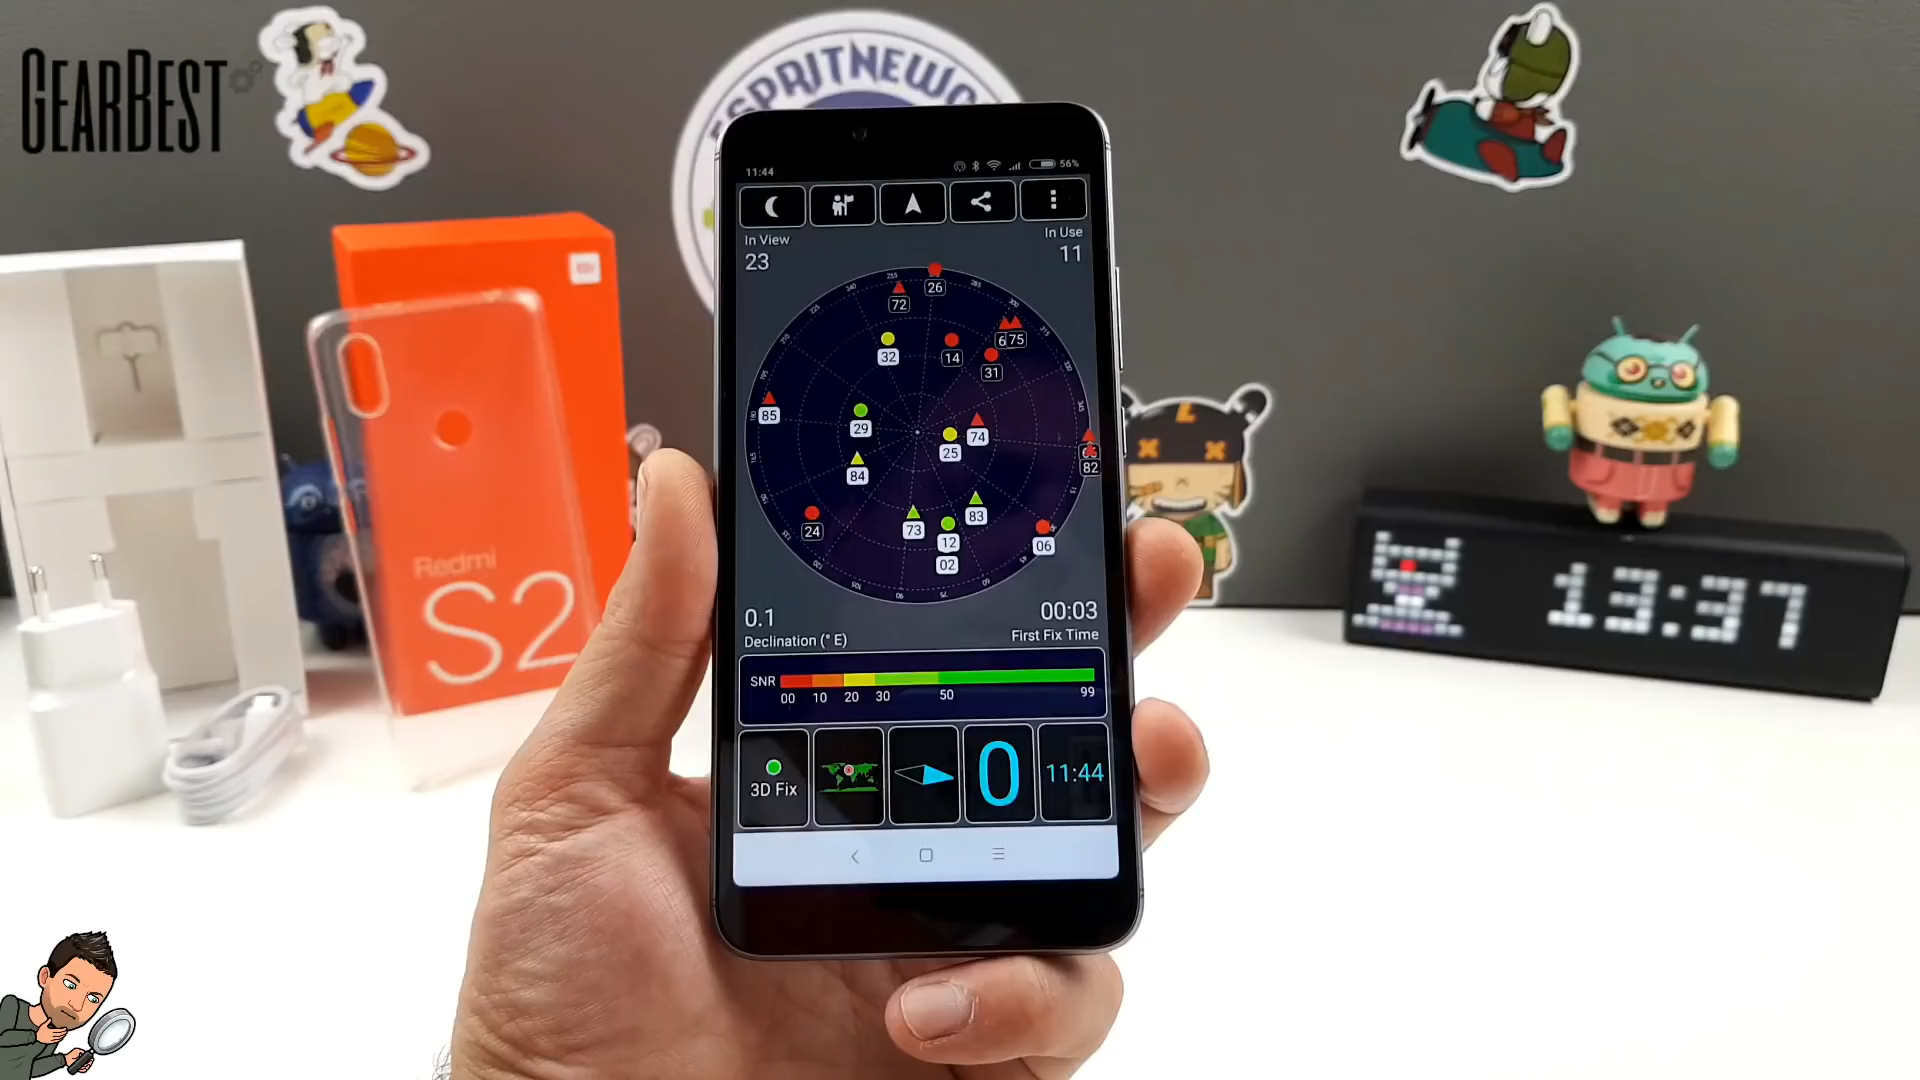 GEARBEST
ESPRITNEWO
11:44
56%
In View
23
In Use
11
26
72
32
14
75
31
85
29
74
25
84
82
83
24
73
12
06
02
0.1
Declination (° E)
00:03
First Fix Time
SNR
00 10 20 30 50 99
3D Fix
0
11:44
Redmi
S2
13:37